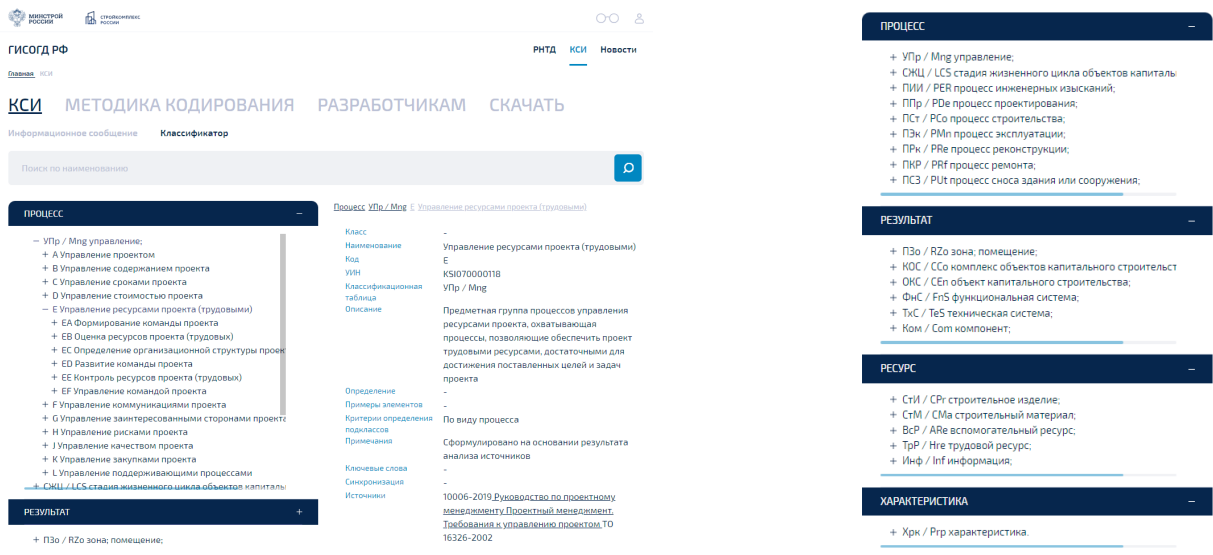 МИНСТРОЙ
РОССИИ
СТРОЙКОМПЛЕКС
РОССИИ
ГИСОГД РФ
РНТД КСИ Новости
Главная КСИ
КСИ МЕТОДИКА КОДИРОВАНИЯ РАЗРАБОТЧИКАМ СКАЧАТЬ
Информационное сообщение Классификатор
Поиск по наименованию
ПРОЦЕСС −
− УПр / Mng управление;
+ A Управление проектом
+ B Управление содержанием проекта
+ C Управление сроками проекта
+ D Управление стоимостью проекта
− E Управление ресурсами проекта (трудовыми)
+ EA Формирование команды проекта
+ EB Оценка ресурсов проекта (трудовых)
+ EC Определение организационной структуры проек
+ ED Развитие команды проекта
+ EE Контроль ресурсов проекта (трудовых)
+ EF Управление командой проекта
+ F Управление коммуникациями проекта
+ G Управление заинтересованными сторонами проекта
+ H Управление рисками проекта
+ J Управление качеством проекта
+ K Управление закупками проекта
+ L Управление поддерживающими процессами
+ СЖЦ / LCS стадия жизненного цикла объектов капиталы
РЕЗУЛЬТАТ +
+ ПЗо / RZo зона; помещение;
Процесс УПр / Mng E Управление ресурсами проекта (трудовыми)
Класс -
Наименование Управление ресурсами проекта (трудовыми)
Код E
УИН KSI070000118
Классификационная УПр / Mng
таблица
Описание Предметная группа процессов управления
ресурсами проекта, охватывающая
процессы, позволяющие обеспечить проект
трудовыми ресурсами, достаточными для
достижения поставленных целей и задач
проекта
Определение -
Примеры элементов -
Критерии определения По виду процесса
подклассов
Примечания Сформулировано на основании результата
анализа источников
Ключевые слова -
Синхронизация -
Источники 10006-2019 Руководство по проектному
менеджменту Проектный менеджмент.
Требования к управлению проектом ТО
16326-2002
ПРОЦЕСС −
+ УПр / Mng управление;
+ СЖЦ / LCS стадия жизненного цикла объектов капиталы
+ ПИИ / PER процесс инженерных изысканий;
+ ППр / PDe процесс проектирования;
+ ПСт / PCo процесс строительства;
+ ПЭк / PMn процесс эксплуатации;
+ ПРк / PRe процесс реконструкции;
+ ПКР / PRf процесс ремонта;
+ ПСЗ / PUt процесс сноса здания или сооружения;
РЕЗУЛЬТАТ −
+ ПЗо / RZo зона; помещение;
+ КОС / CCo комплекс объектов капитального строительст
+ ОКС / CEn объект капитального строительства;
+ ФнС / FnS функциональная система;
+ ТхС / TeS техническая система;
+ Ком / Com компонент;
РЕСУРС −
+ СтИ / CPr строительное изделие;
+ СтМ / CMa строительный материал;
+ ВсР / ARe вспомогательный ресурс;
+ ТрР / Hre трудовой ресурс;
+ Инф / Inf информация;
ХАРАКТЕРИСТИКА −
+ Хрк / Prp характеристика.